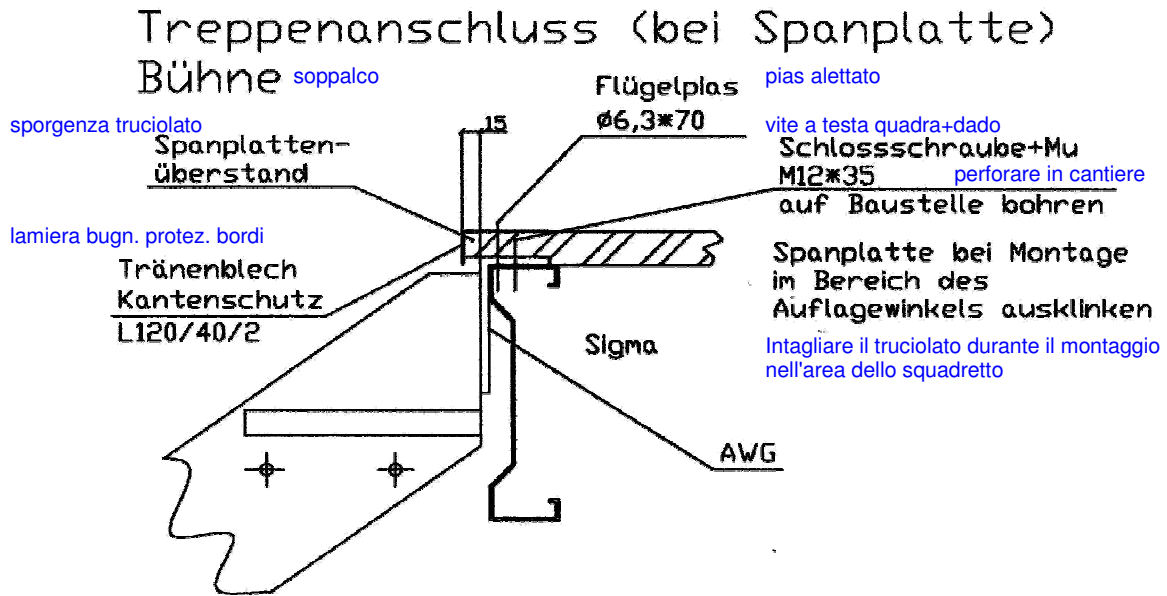 Treppenanschluss (bei Spanplatte)
Bühne soppalco
Flügelpias
ø6,3*70
pias alettato
sporgenza truciolato
Spanplatten-
überstand
15
vite a testa quadra+dado
Schlossschraube+Mu
M12*35 perforare in cantiere
auf Baustelle bohren
lamiera bugn. protez. bordi
Tränenblech
Kantenschutz
L120/40/2
Spanplatte bei Montage
im Bereich des
Auflagewinkels ausklinken
Intagliare il truciolato durante il montaggio
nell'area dello squadretto
Sigma
AWG